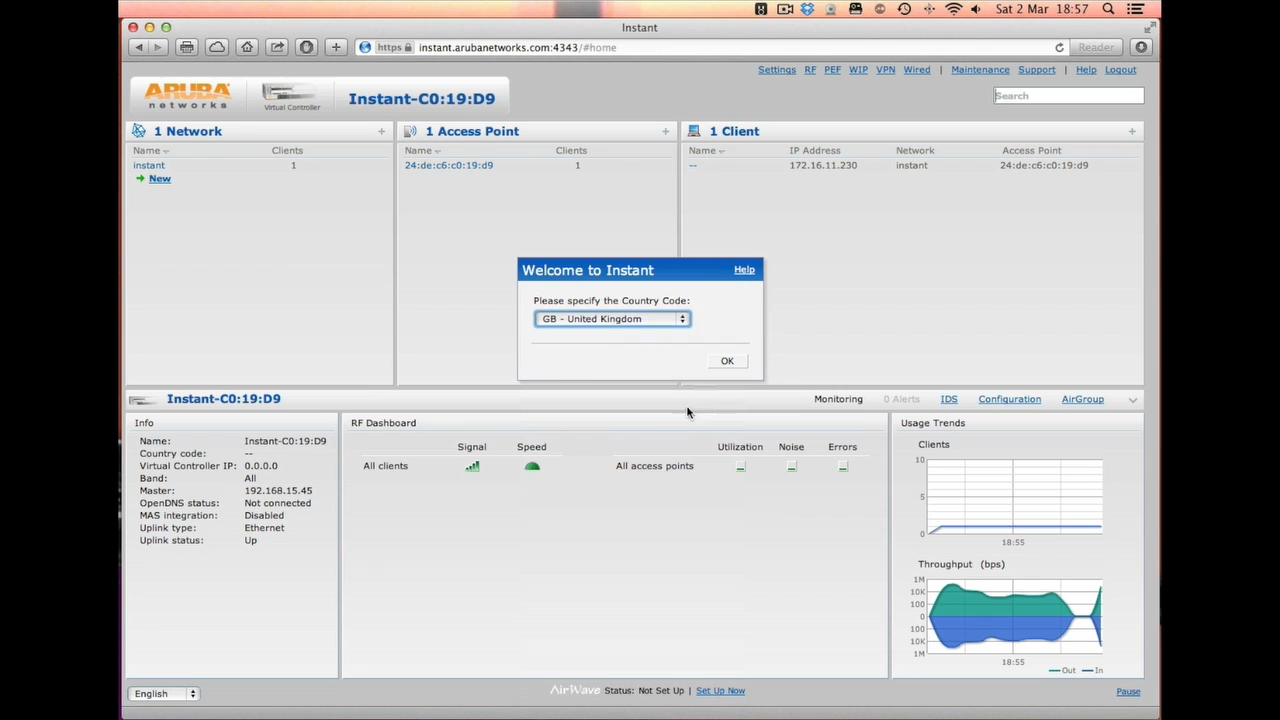 Sat 2 Mar 18:57
Instant
https instant.arubanetworks.com:4343/#home Reader
Settings RF PEF WIP VPN Wired | Maintenance Support | Help Logout
ARUBA networks
Virtual Controller
Instant-C0:19:D9
Search
1 Network + 1 Access Point + 1 Client +
Name Clients Name Clients Name IP Address Network Access Point
instant 1 24:de:c6:c0:19:d9 1 -- 172.16.11.230 instant 24:de:c6:c0:19:d9
New
Welcome to Instant Help
Please specify the Country Code:
GB - United Kingdom
OK
Instant-C0:19:D9 Monitoring 0 Alerts IDS Configuration AirGroup
Info
Name: Instant-C0:19:D9
Country code: --
Virtual Controller IP: 0.0.0.0
Band: All
Master: 192.168.15.45
OpenDNS status: Not connected
MAS integration: Disabled
Uplink type: Ethernet
Uplink status: Up
RF Dashboard
Signal Speed Utilization Noise Errors
All clients All access points
Usage Trends
Clients
10
5
0
18:55
Throughput (bps)
1M
10K
100
0
100
10K
1M
18:55
Out In
English
AirWave Status: Not Set Up | Set Up Now
Pause